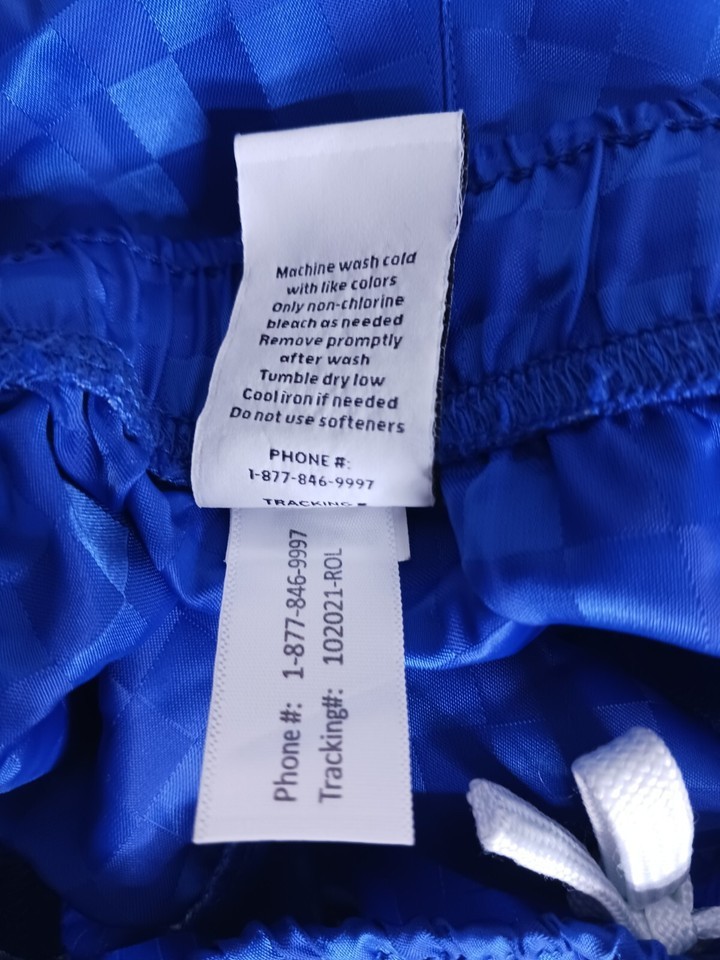 Machine wash cold
with like colors
Only non-chlorine
bleach as needed
Remove promptly
after wash
Tumble dry low
Cool iron if needed
Do not use softeners
PHONE #:
1-877-846-9997
TRACKING #
Phone #: 1-877-846-9997
Tracking#: 102021-ROL